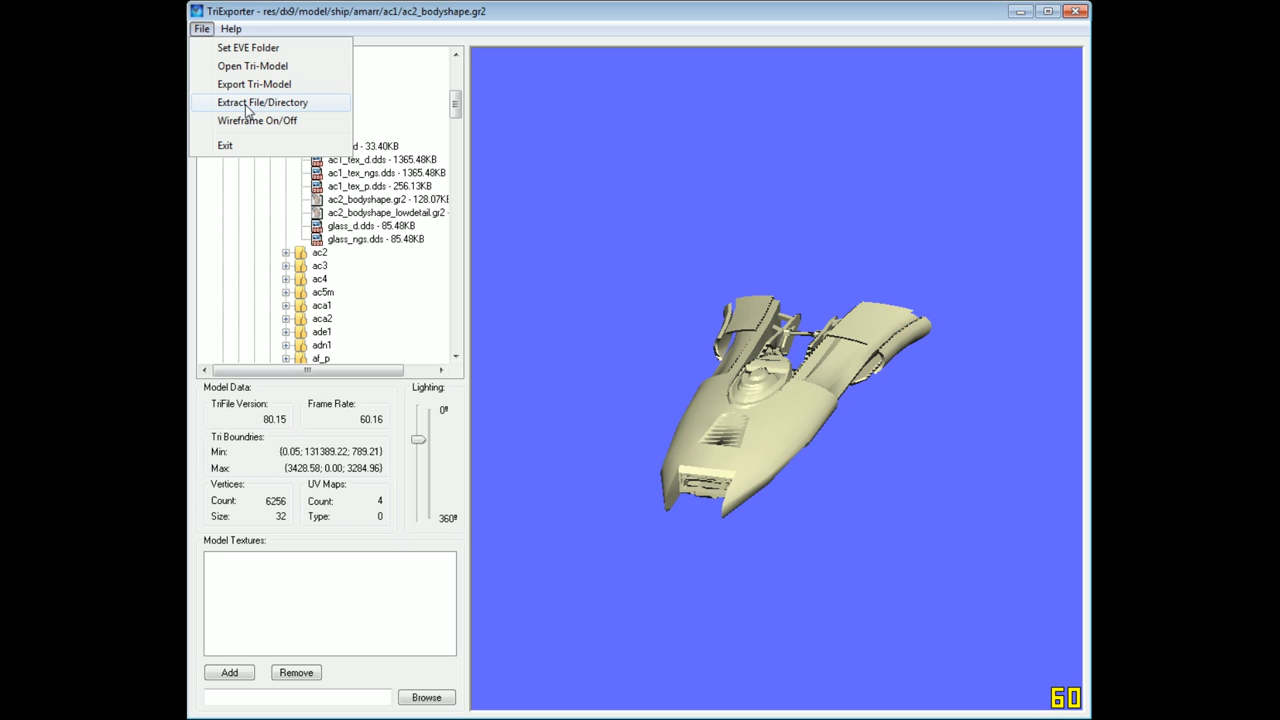 TriExporter - res/dx9/model/ship/amarr/ac1/ac2_bodyshape.gr2
File Help
Set EVE Folder
Open Tri-Model
Export Tri-Model
Extract File/Directory
Wireframe On/Off
Exit
d - 33.40KB
ac1_tex_d.dds - 1365.48KB
ac1_tex_ngs.dds - 1365.48KB
ac1_tex_p.dds - 256.13KB
ac2_bodyshape.gr2 - 128.07KB
ac2_bodyshape_lowdetail.gr2 -
glass_d.dds - 85.48KB
glass_ngs.dds - 85.48KB
ac2
ac3
ac4
ac5m
aca1
aca2
ade1
adn1
af_p
Model Data:
Lighting:
TriFile Version: Frame Rate:
80.15 60.16
0º
Tri Boundries:
Min: {0.05; 131389.22; 789.21}
Max: {3428.58; 0.00; 3284.96}
Vertices: UV Maps:
Count: 6256 Count: 4
Size: 32 Type: 0
360º
Model Textures:
Add Remove
Browse
60